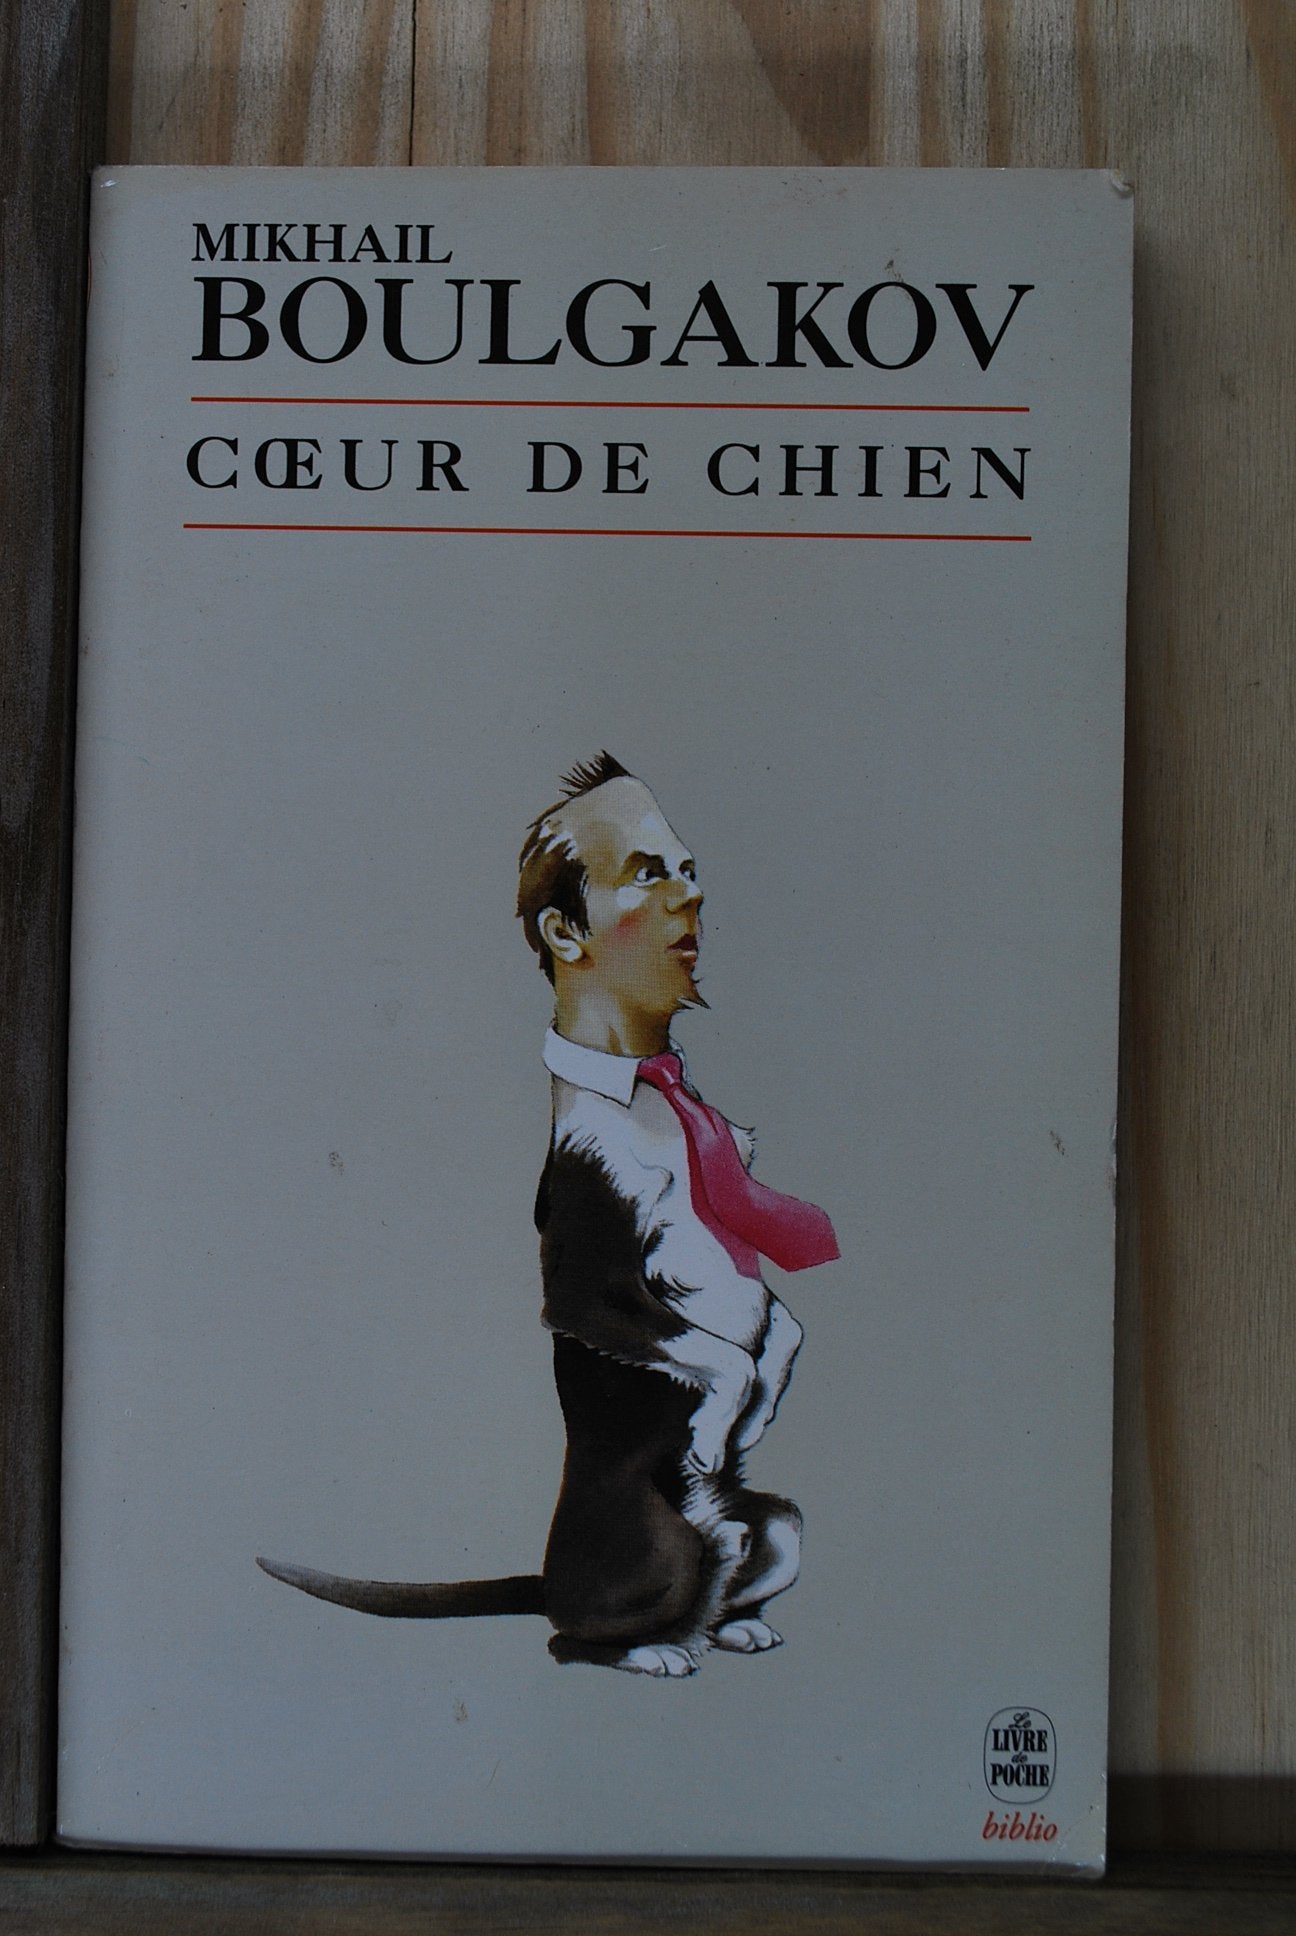 MIKHAIL
BOULGAKOV
CŒUR DE CHIEN
Le
LIVRE
de
POCHE
biblio